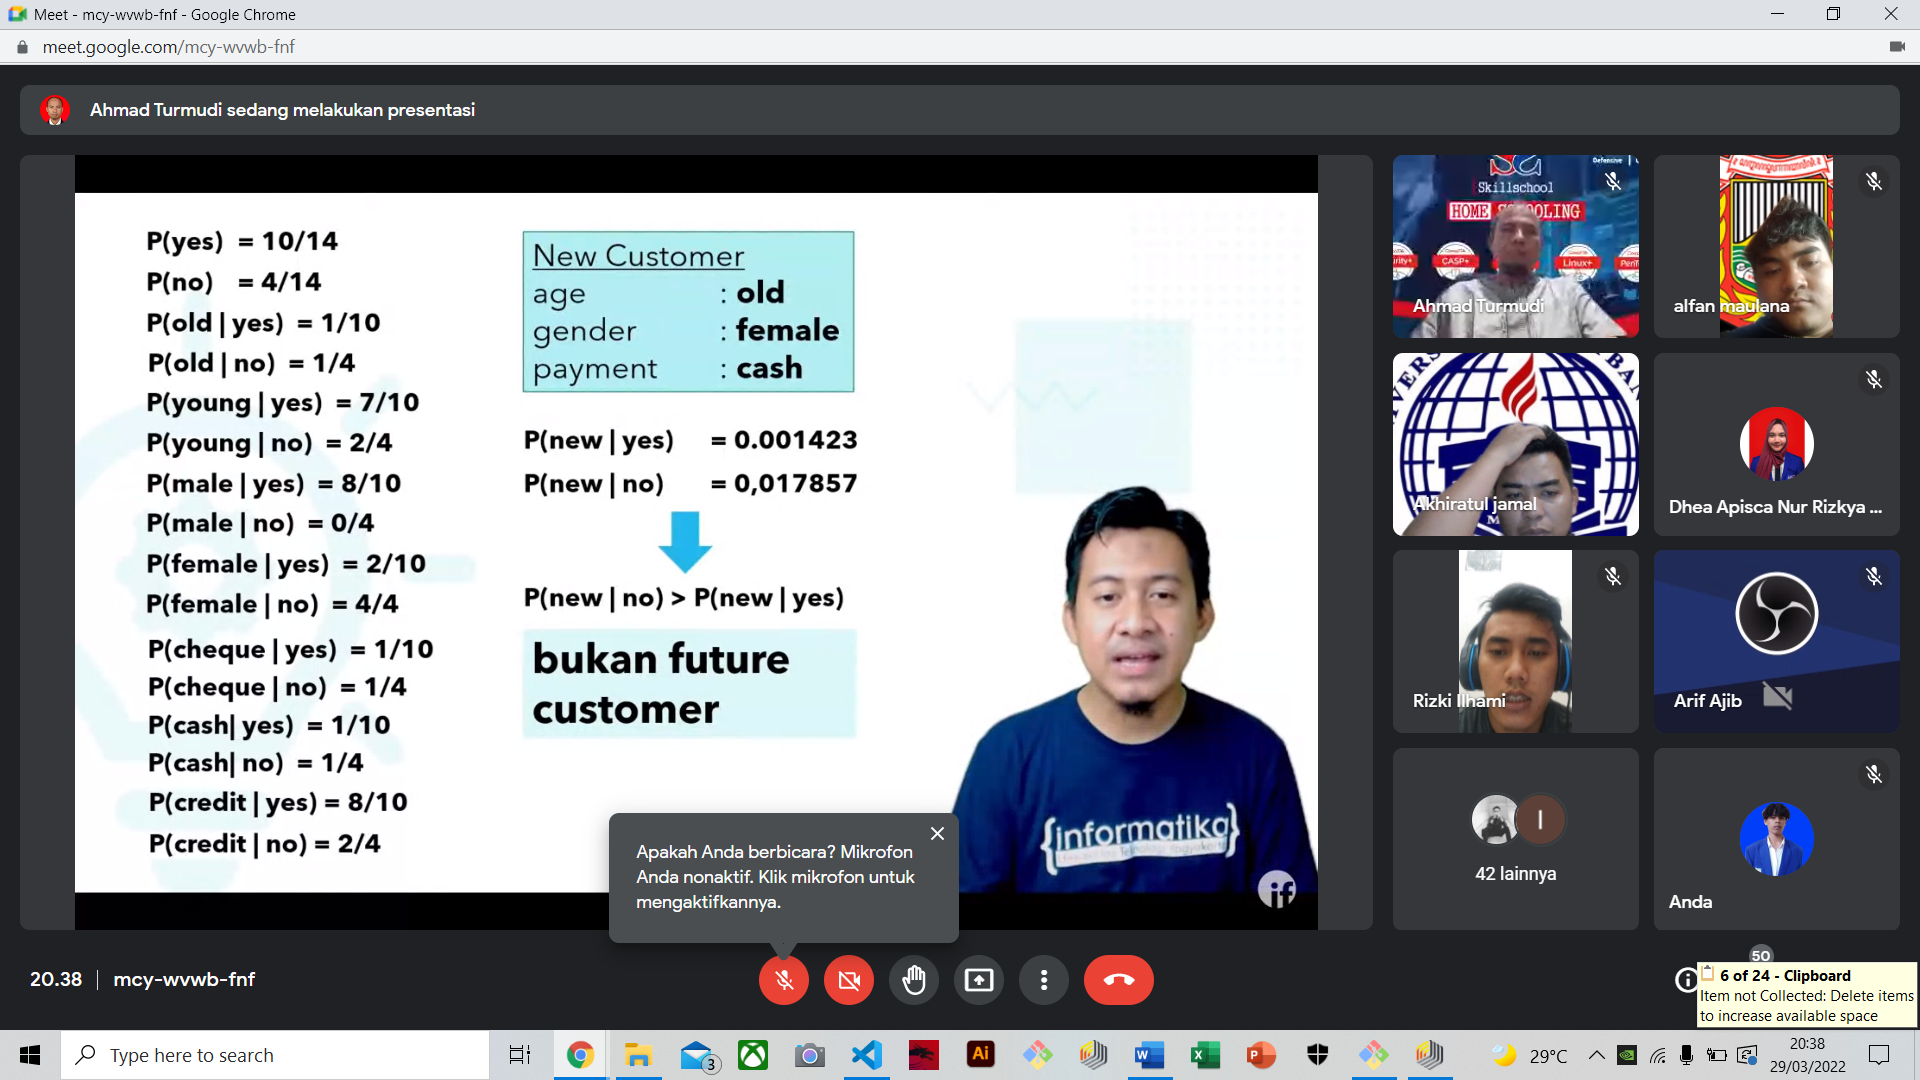 Meet - mcy-wvwb-fnf - Google Chrome
meet.google.com/mcy-wvwb-fnf
Ahmad Turmudi sedang melakukan presentasi
P(yes) = 10/14
P(no) = 4/14
P(old | yes) = 1/10
P(old | no) = 1/4
P(young | yes) = 7/10
P(young | no) = 2/4
P(male | yes) = 8/10
P(male | no) = 0/4
P(female | yes) = 2/10
P(female | no) = 4/4
P(cheque | yes) = 1/10
P(cheque | no) = 1/4
P(cash| yes) = 1/10
P(cash| no) = 1/4
P(credit | yes) = 8/10
P(credit | no) = 2/4
New Customer
age : old
gender : female
payment : cash
P(new | yes) = 0.001423
P(new | no) = 0,017857
P(new | no) > P(new | yes)
bukan future
customer
{informatika}
if
Skillschool
HOME SCHOOLING
CASP+
Linux+
Ahmad Turmudi
alfan maulana
Akhiratul jamal
Dhea Apisca Nur Rizkya ...
Rizki Ilhami
Arif Ajib
I
42 lainnya
Anda
Apakah Anda berbicara? Mikrofon
Anda nonaktif. Klik mikrofon untuk
mengaktifkannya.
20.38 | mcy-wvwb-fnf
50
6 of 24 - Clipboard
Item not Collected: Delete items
to increase available space
Type here to search
3
Ai
29°C
20:38
29/03/2022